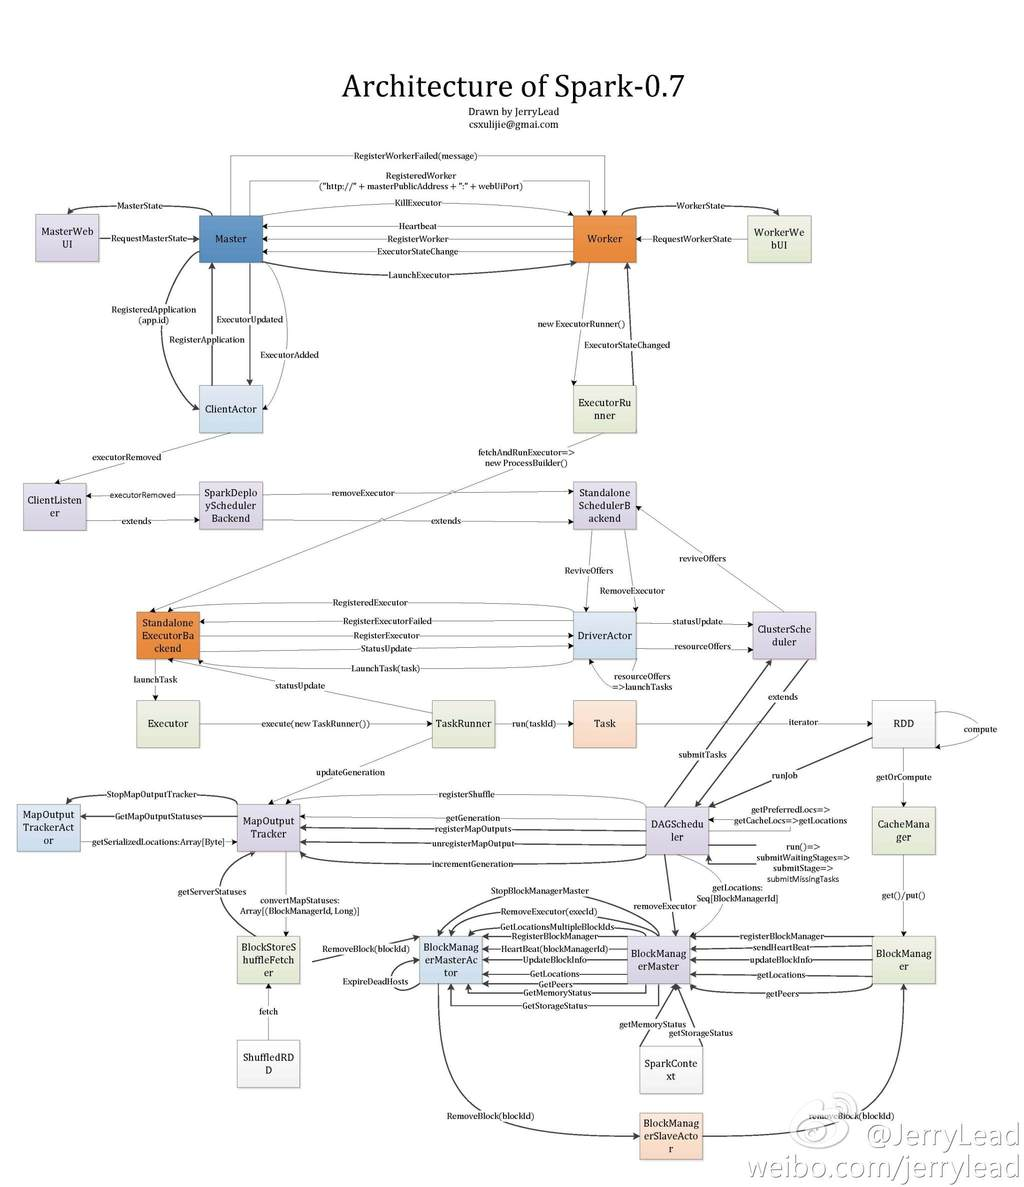 Architecture of Spark-0.7
Drawn by JerryLead
csxulijie@gmai.com
RegisterWorkerFailed(message)
RegisteredWorker
("http://" + masterPublicAddress + ":" + webUiPort)
KillExecutor
MasterState
WorkerState
MasterWeb
UI
RequestMasterState
Master
Heartbeat
RegisterWorker
ExecutorStateChange
LaunchExecutor
Worker
RequestWorkerState
WorkerWe
bUI
RegisteredApplication
(app.id)
ExecutorUpdated
RegisterApplication
ExecutorAdded
new ExecutorRunner()
ExecutorStateChanged
ClientActor
ExecutorRu
nner
executorRemoved
fetchAndRunExecutor=>
new ProcessBuilder()
ClientListen
er
executorRemoved
extends
SparkDeplo
yScheduler
Backend
removeExecutor
extends
Standalone
SchedulerB
ackend
reviveOffers
ReviveOffers
RemoveExecutor
Standalone
ExecutorBa
ckend
RegisteredExecutor
RegisterExecutorFailed
RegisterExecutor
StatusUpdate
LaunchTask(task)
DriverActor
statusUpdate
resourceOffers
ClusterSche
duler
resourceOffers
=>launchTasks
launchTask
statusUpdate
extends
Executor
execute(new TaskRunner())
TaskRunner
run(taskId)
Task
iterator
RDD
compute
submitTasks
updateGeneration
runJob
getOrCompute
MapOutput
TrackerActo
r
StopMapOutputTracker
GetMapOutputStatuses
getSerializedLocations:Array[Byte]
MapOutput
Tracker
registerShuffle
getGeneration
registerMapOutputs
unregisterMapOutput
incrementGeneration
DAGSchedu
ler
getPreferredLocs=>
getCacheLocs=>getLocations
run()=>
submitWaitingStages=>
submitStage=>
submitMissingTasks
CacheMana
ger
getServerStatuses
convertMapStatuses:
Array[(BlockManagerId, Long)]
StopBlockManagerMaster
removeExecutor
getLocations:
Seq[BlockManagerId]
get()/put()
BlockStoreS
huffleFetch
er
RemoveBlock(blockId)
ExpireDeadHosts
BlockManag
erMasterAct
or
RemoveExecutor(execId)
GetLocationsMultipleBlockIds
RegisterBlockManager
HeartBeat(blockManagerId)
UpdateBlockInfo
GetLocations
GetPeers
GetMemoryStatus
GetStorageStatus
BlockManag
erMaster
registerBlockManager
sendHeartBeat
updateBlockInfo
getLocations
getPeers
BlockManag
er
fetch
getMemoryStatus
getStorageStatus
ShuffledRD
D
SparkConte
xt
RemoveBlock(blockId)
BlockManag
erSlaveActo
r
removeBlock(blockId)
@JerryLead
weibo.com/jerrylead